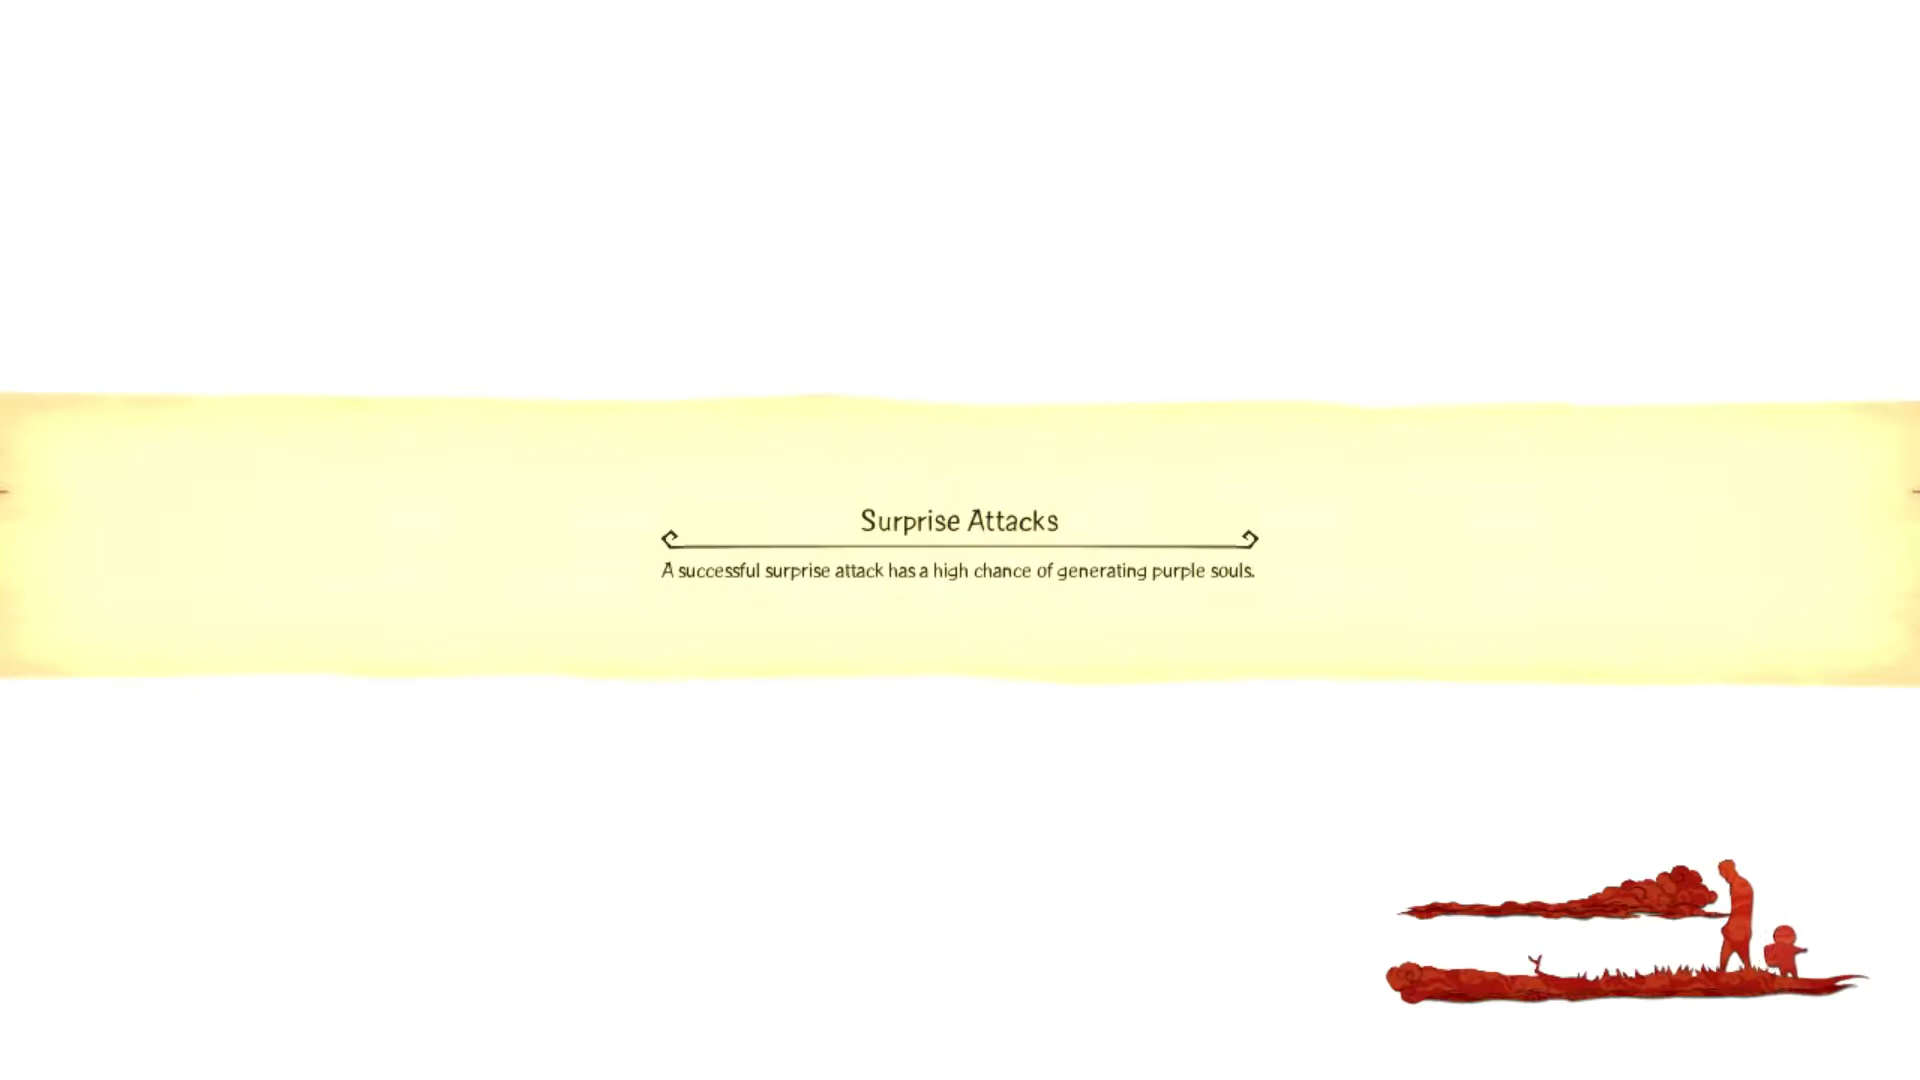 Surprise Attacks
A successful surprise attack has a high chance of generating purple souls.